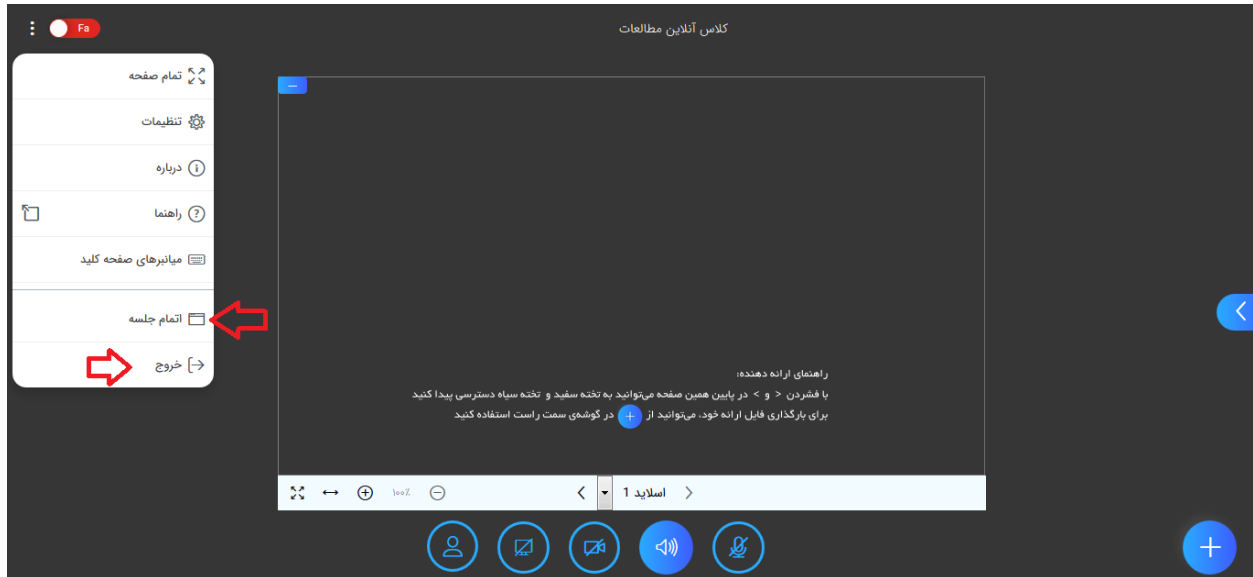 کلاس آنلاین مطالعات
Fa
تمام صفحه
تنظیمات
درباره
راهنما
میانبرهای صفحه کلید
اتمام جلسه
خروج
راهنمای ارائه دهنده:
با فشردن < و > در پایین همین صفحه می‌توانید به تخته سفید و تخته سیاه دسترسی پیدا کنید
برای بارگذاری فایل ارائه خود، می‌توانید از + در گوشه‌ی سمت راست استفاده کنید
اسلاید 1
۱۰۰٪